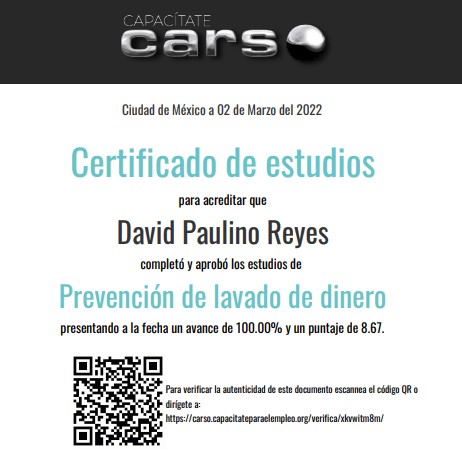 CAPACÍTATE
carso
Ciudad de México a 02 de Marzo del 2022
Certificado de estudios
para acreditar que
David Paulino Reyes
completó y aprobó los estudios de
Prevención de lavado de dinero
presentando a la fecha un avance de 100.00% y un puntaje de 8.67.
Para verificar la autenticidad de este documento escannea el código QR o
dirígete a:
https://carso.capacitateparaelempleo.org/verifica/xkvwitm8m/